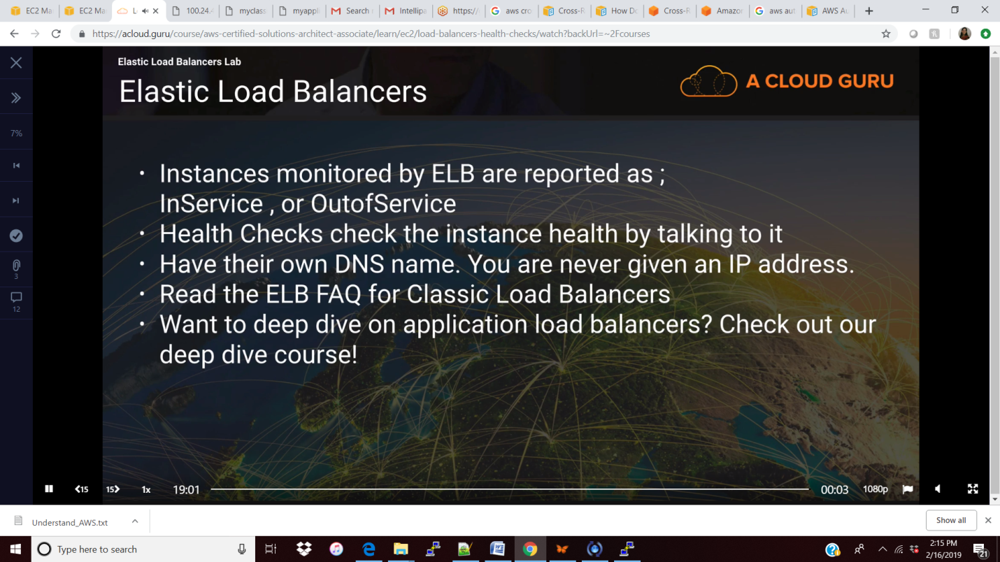 EC2 Ma
EC2 Ma
L
100.24.
myclass
myappli
Search
Intellipa
https://
aws cro
Cross-R
How Do
Cross-R
Amazon
aws aut
AWS Au
https://acloud.guru/course/aws-certified-solutions-architect-associate/learn/ec2/load-balancers-health-checks/watch?backUrl=~2Fcourses
Elastic Load Balancers Lab
Elastic Load Balancers
A CLOUD GURU
7%
3
12
• Instances monitored by ELB are reported as ;
InService , or OutofService
• Health Checks check the instance health by talking to it
• Have their own DNS name. You are never given an IP address.
• Read the ELB FAQ for Classic Load Balancers
• Want to deep dive on application load balancers? Check out our
deep dive course!
15 15 1x 19:01 00:03 1080p
Understand_AWS.txt
Show all
Type here to search
2:15 PM
2/16/2019
21